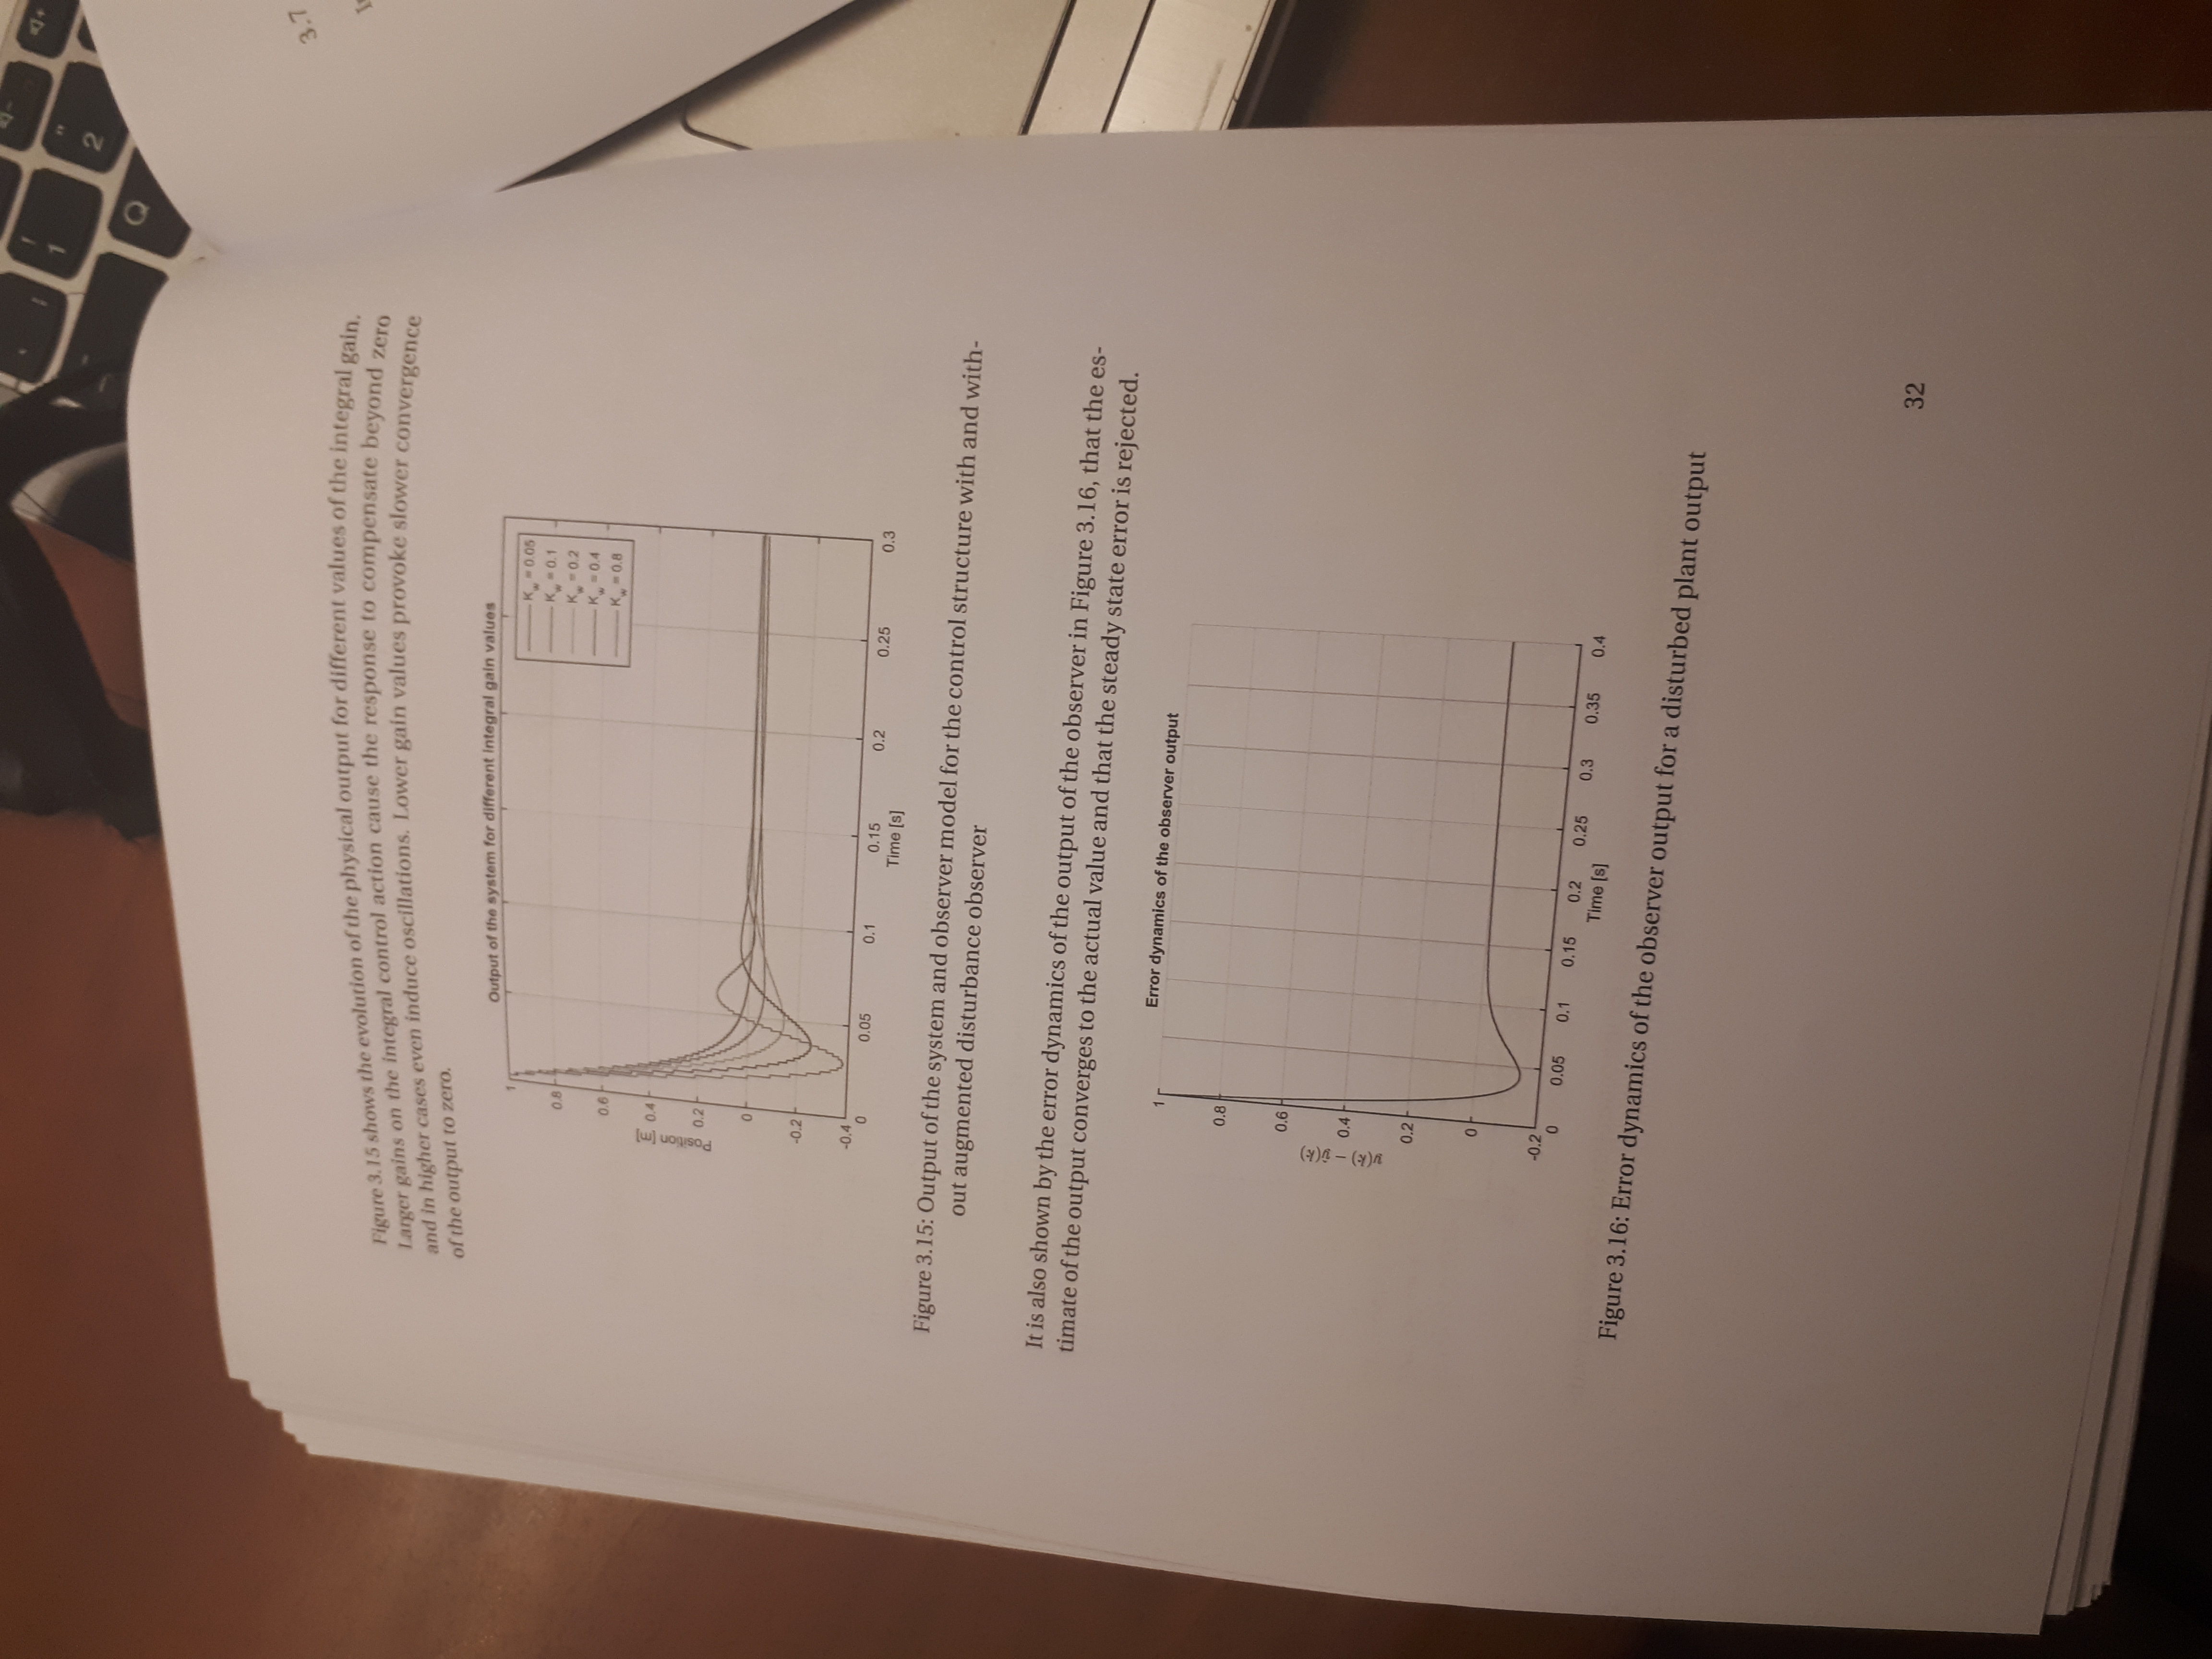 Figure 3.15 shows the evolution of the physical output for different values of the integral gain.
Larger gains on the integral control action cause the response to compensate beyond zero
and in higher cases even induce oscillations. Lower gain values provoke slower convergence
of the output to zero.
Output of the system for different integral gain values
1
0.8
0.6
0.4
0.2
0
-0.2
-0.4
Position [m]
K_w = 0.05
K_w = 0.1
K_w = 0.2
K_w = 0.4
K_w = 0.8
0 0.05 0.1 0.15 0.2 0.25 0.3
Time [s]
Figure 3.15: Output of the system and observer model for the control structure with and with-
out augmented disturbance observer
It is also shown by the error dynamics of the output of the observer in Figure 3.16, that the es-
timate of the output converges to the actual value and that the steady state error is rejected.
Error dynamics of the observer output
1
0.8
0.6
0.4
0.2
0
-0.2
y(k) − ŷ(k)
0 0.05 0.1 0.15 0.2 0.25 0.3 0.35 0.4
Time [s]
Figure 3.16: Error dynamics of the observer output for a disturbed plant output
32
3.7
!
1
"
2
Q